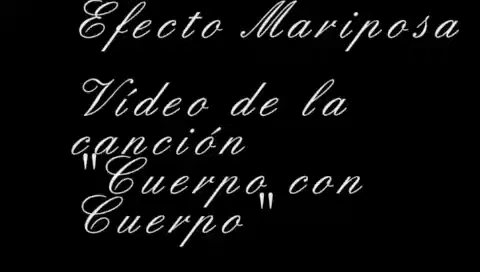 Efecto Mariposa
Vídeo de la
canción
"Cuerpo con
Cuerpo"